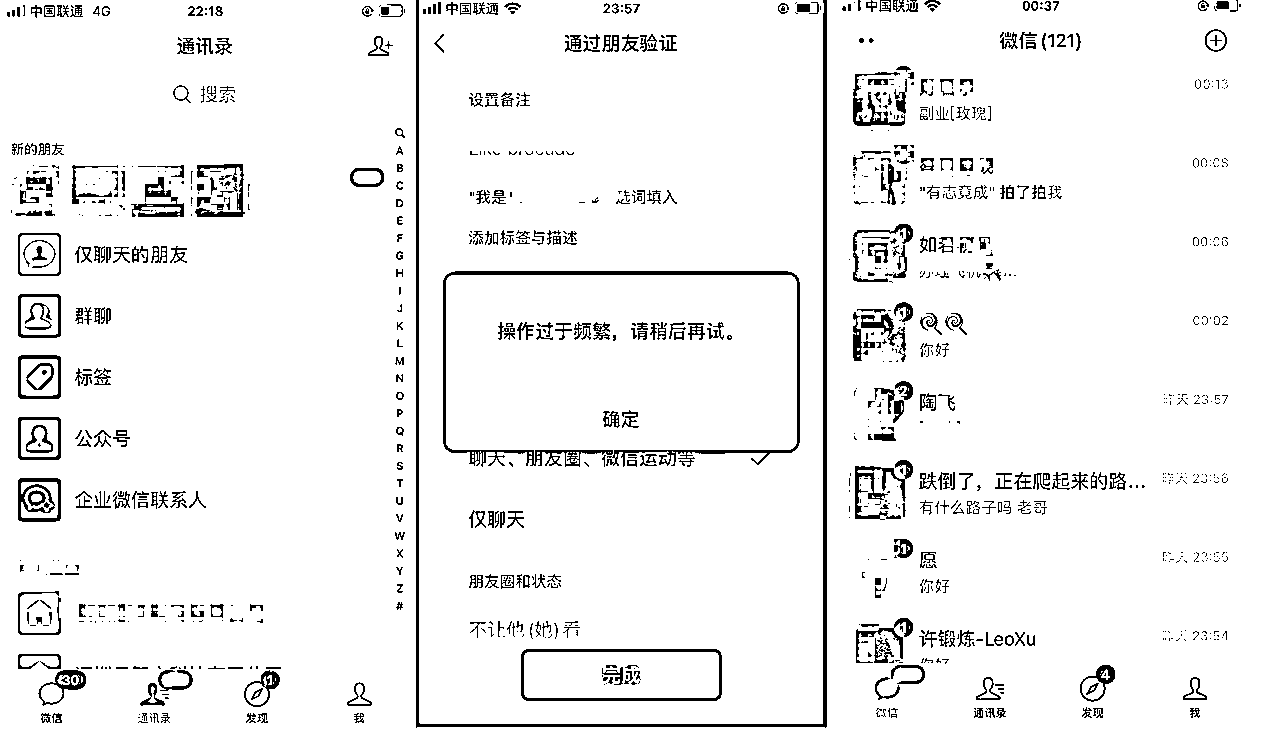 中国联通 4G
22:18
通讯录
搜索
新的朋友
仅聊天的朋友
群聊
标签
公众号
企业微信联系人
Q
A
B
C
D
E
F
G
H
I
J
K
L
M
N
O
P
Q
R
S
T
U
V
W
X
Y
Z
#
30
1
微信
通讯录
发现
我
中国联通
23:57
通过朋友验证
设置备注
"我是'
选词填入
添加标签与描述
操作过于频繁，请稍后再试。
确定
聊天、朋友圈、微信运动等
仅聊天
朋友圈和状态
不让他(她)看
完成
中国联通
00:37
微信(121)
00:13
副业[玫瑰]
00:08
"有志竟成" 拍了拍我
如君
00:06
00:02
你好
陶飞
昨天 23:57
跌倒了，正在爬起来的路...
昨天 23:56
有什么路子吗 老哥
愿
昨天 23:55
你好
许锻炼-LeoXu
昨天 23:54
你好
4
微信
通讯录
发现
我